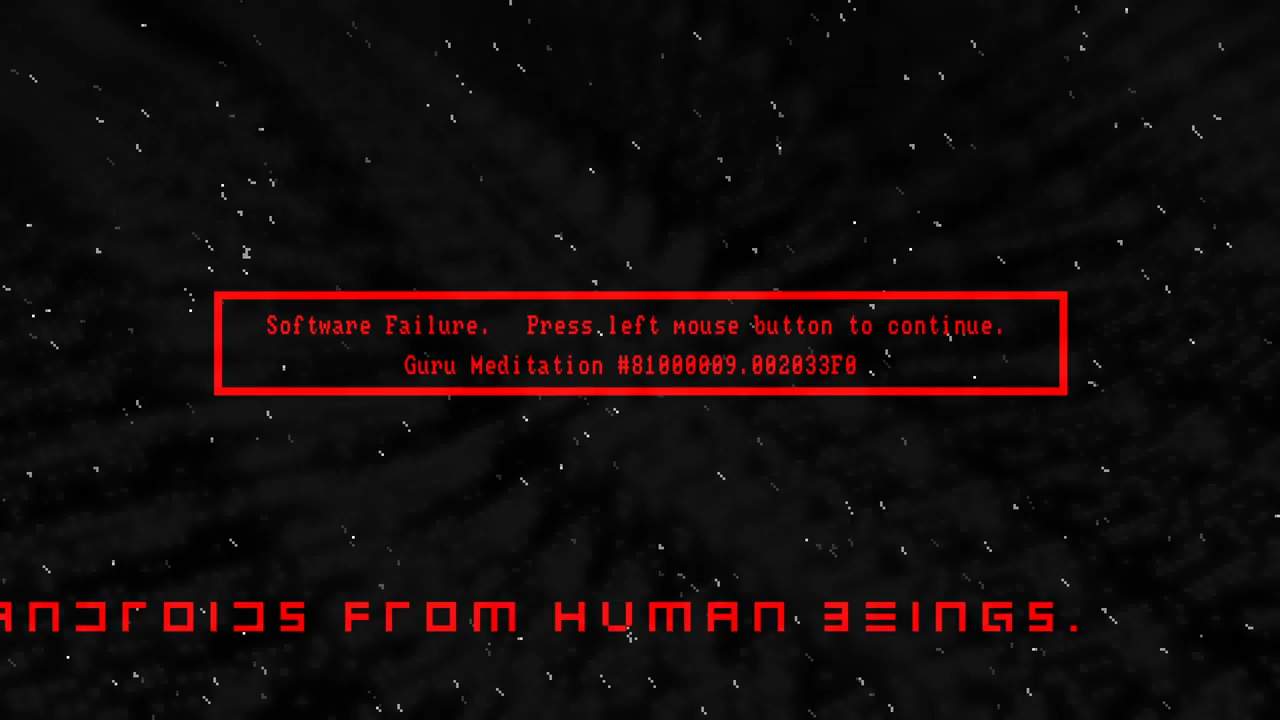 Software Failure.   Press left mouse button to continue.
Guru Meditation #81000009.002033F0
ANDROIDS FROM HUMAN BEINGS.